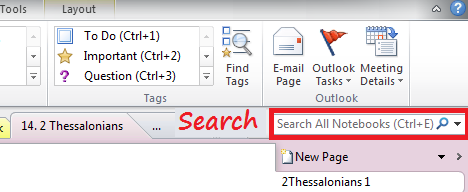 Tools
Layout
To Do (Ctrl+1)
Important (Ctrl+2)
Question (Ctrl+3)
Find
Tags
E-mail
Page
Outlook
Tasks
Meeting
Details
Tags
Outlook
14. 2 Thessalonians
...
Search
Search All Notebooks (Ctrl+E)
New Page
2Thessalonians 1